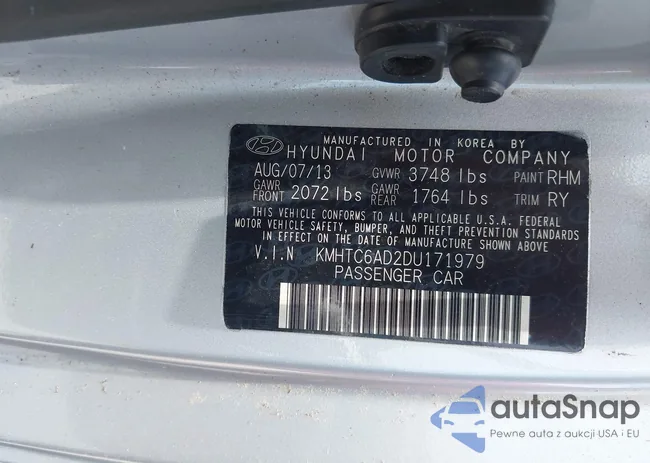 MANUFACTURED IN KOREA BY
HYUNDAI MOTOR COMPANY
AUG/07/13 GVWR 3748 lbs PAINT RHM
GAWR FRONT 2072 lbs GAWR REAR 1764 lbs TRIM RY
THIS VEHICLE CONFORMS TO ALL APPLICABLE U.S.A. FEDERAL
MOTOR VEHICLE SAFETY, BUMPER, AND THEFT PREVENTION STANDARDS
IN EFFECT ON THE DATE OF MANUFACTURE SHOWN ABOVE
V.I.N KMHTC6AD2DU171979
PASSENGER CAR
autaSnap
Pewne auta z aukcji USA i EU